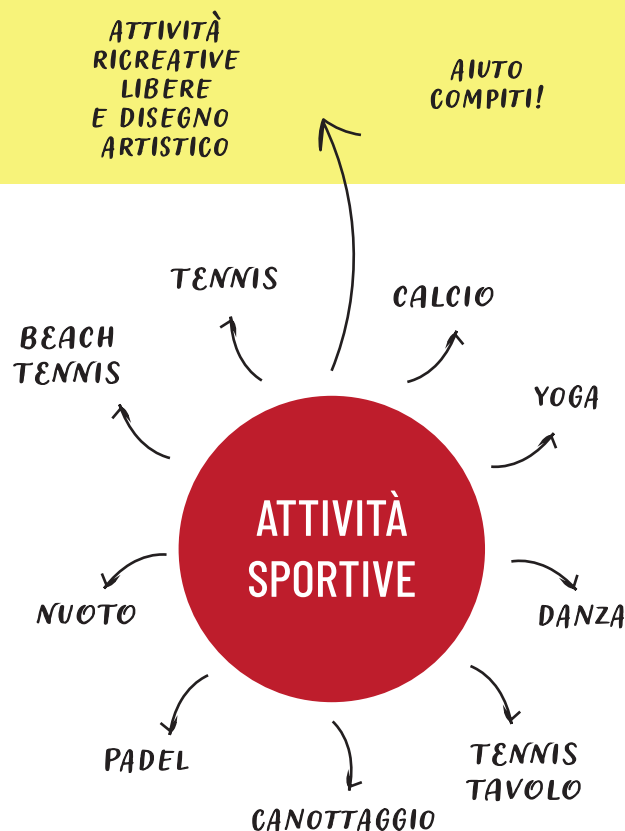 ATTIVITÀ
RICREATIVE
LIBERE
E DISEGNO
ARTISTICO
AIUTO
COMPITI!
TENNIS
CALCIO
BEACH
TENNIS
YOGA
ATTIVITÀ
SPORTIVE
NUOTO
DANZA
PADEL
TENNIS
TAVOLO
CANOTTAGGIO